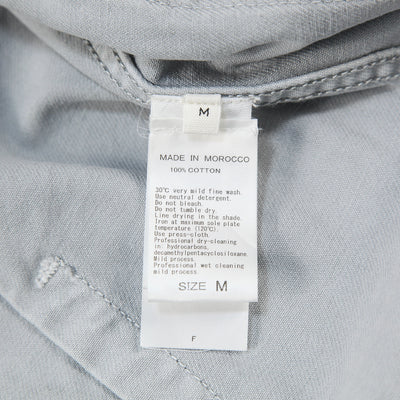 M
MADE IN MOROCCO
100% COTTON
30℃ very mild fine wash.
Use neutral detergent.
Do not bleach.
Do not tumble dry.
Line drying in the shade.
Iron at maximum sole plate
temperature (120℃).
Use press-cloth.
Professional dry-cleaning
in hydrocarbons,
decamethylpentacyclosiloxane.
Mild process.
Professional wet cleaning
mild process.
SIZE M
F